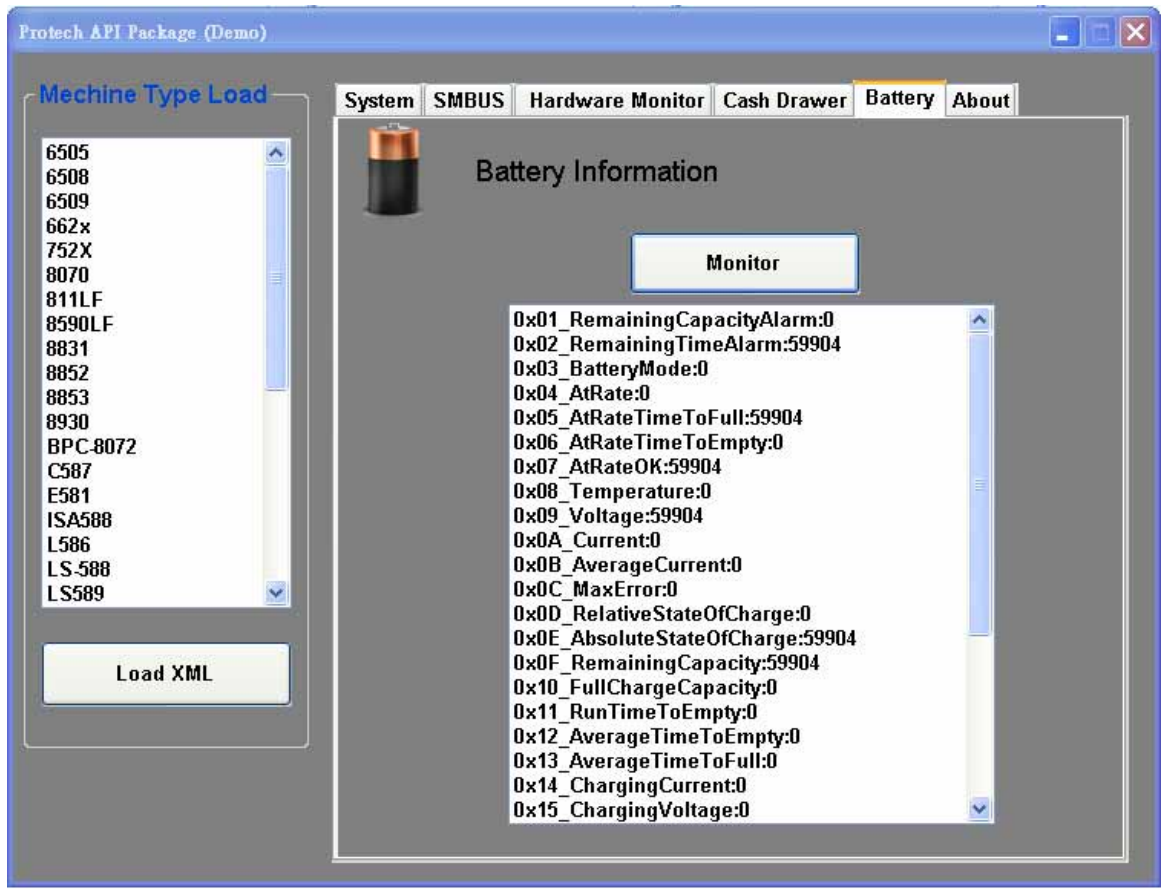 Protech API Package (Demo)
Mechine Type Load
6505
6508
6509
662x
752X
8070
811LF
8590LF
8831
8852
8853
8930
BPC-8072
C587
E581
ISA588
L586
LS-588
LS589
Load XML
System SMBUS Hardware Monitor Cash Drawer Battery About
Battery Information
Monitor
0x01_RemainingCapacityAlarm:0
0x02_RemainingTimeAlarm:59904
0x03_BatteryMode:0
0x04_AtRate:0
0x05_AtRateTimeToFull:59904
0x06_AtRateTimeToEmpty:0
0x07_AtRateOK:59904
0x08_Temperature:0
0x09_Voltage:59904
0x0A_Current:0
0x0B_AverageCurrent:0
0x0C_MaxError:0
0x0D_RelativeStateOfCharge:0
0x0E_AbsoluteStateOfCharge:59904
0x0F_RemainingCapacity:59904
0x10_FullChargeCapacity:0
0x11_RunTimeToEmpty:0
0x12_AverageTimeToEmpty:0
0x13_AverageTimeToFull:0
0x14_ChargingCurrent:0
0x15_ChargingVoltage:0